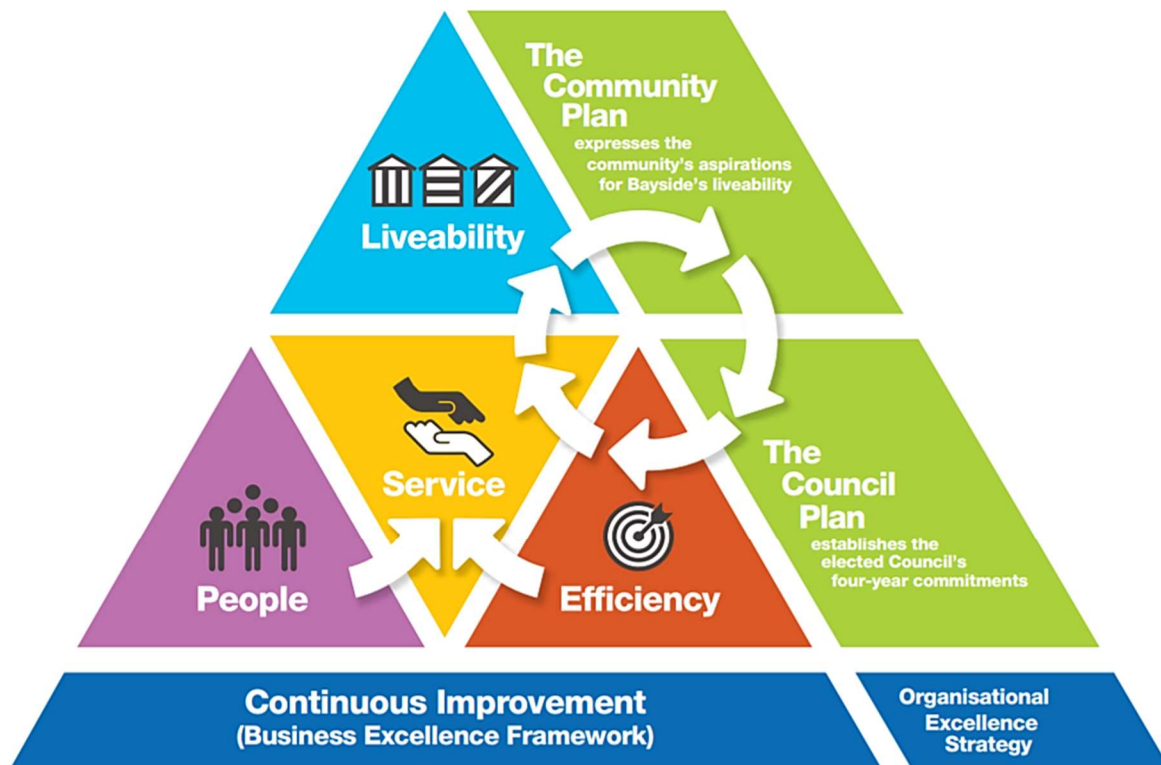 The
Community
Plan
expresses the
community's aspirations
for Bayside's liveability
Liveability
Service
People
Efficiency
The
Council
Plan
establishes the
elected Council's
four-year commitments
Continuous Improvement
(Business Excellence Framework)
Organisational
Excellence
Strategy